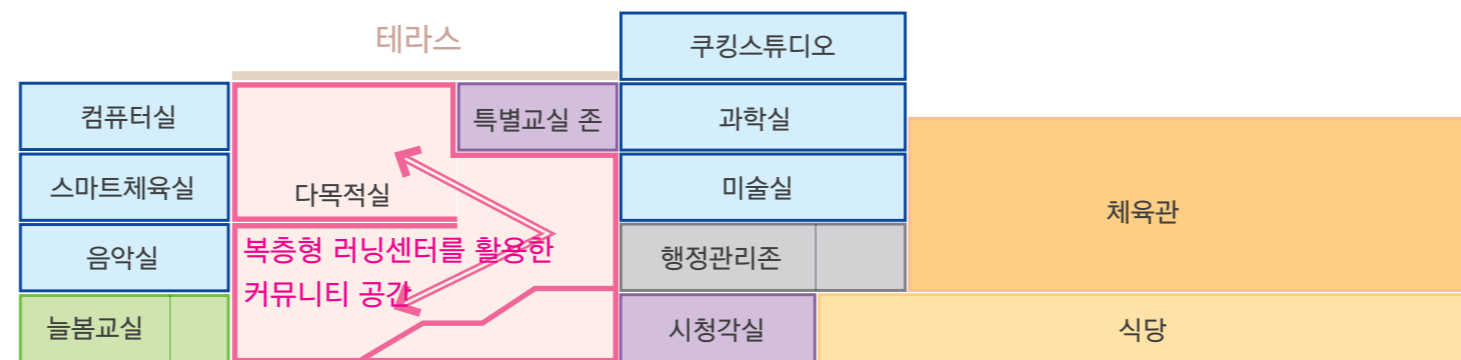 테라스
쿠킹스튜디오
컴퓨터실
특별교실 존
과학실
스마트체육실
다목적실
미술실
체육관
음악실
복층형 러닝센터를 활용한
커뮤니티 공간
행정관리존
늘봄교실
시청각실
식당